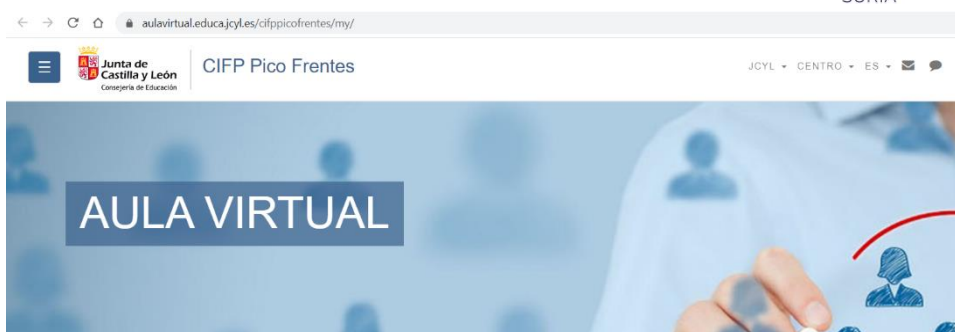 aulavirtual.educa.jcyl.es/cifppicofrentes/my/
Junta de
Castilla y León
Consejería de Educación
CIFP Pico Frentes
JCYL CENTRO ES
AULA VIRTUAL